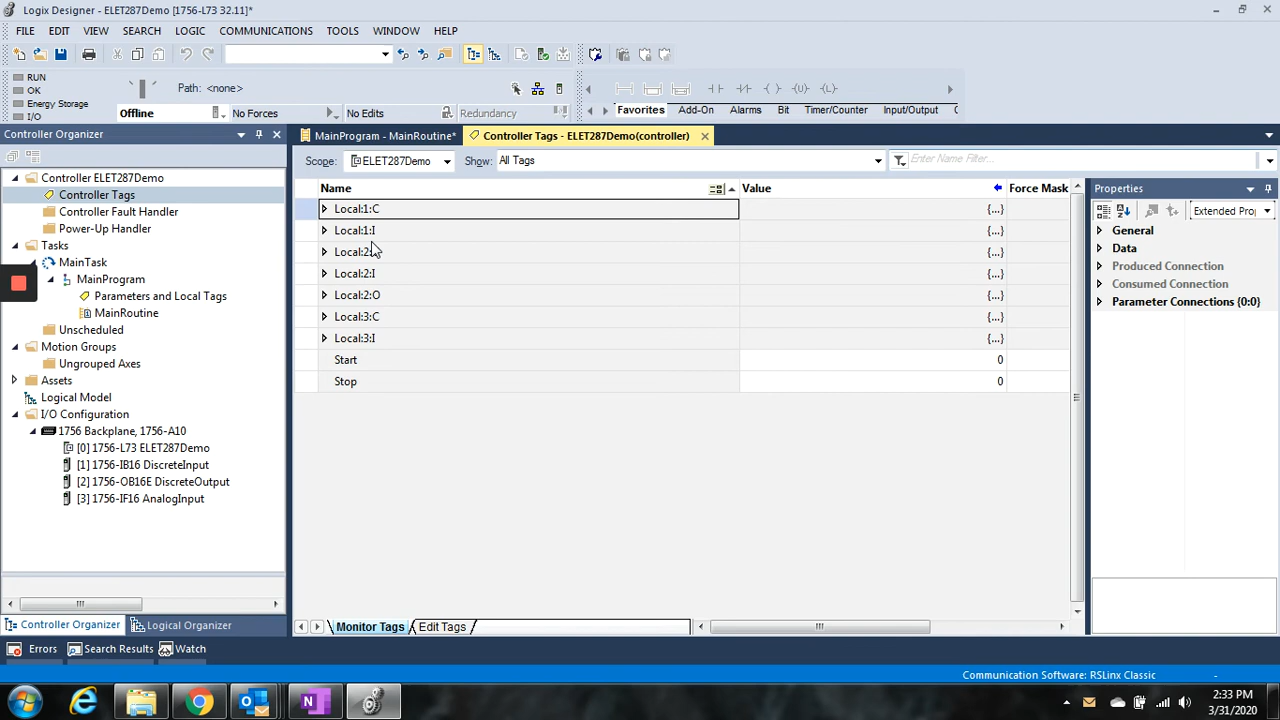 Logix Designer - ELET287Demo [1756-L73 32.11]*
FILE EDIT VIEW SEARCH LOGIC COMMUNICATIONS TOOLS WINDOW HELP
RUN
OK
Energy Storage
I/O
Path: <none>
Offline No Forces No Edits Redundancy
Favorites Add-On Alarms Bit Timer/Counter Input/Output
Controller Organizer
Controller ELET287Demo
Controller Tags
Controller Fault Handler
Power-Up Handler
Tasks
MainTask
MainProgram
Parameters and Local Tags
MainRoutine
Unscheduled
Motion Groups
Ungrouped Axes
Assets
Logical Model
I/O Configuration
1756 Backplane, 1756-A10
[0] 1756-L73 ELET287Demo
[1] 1756-IB16 DiscreteInput
[2] 1756-OB16E DiscreteOutput
[3] 1756-IF16 AnalogInput
Controller Organizer Logical Organizer
MainProgram - MainRoutine* Controller Tags - ELET287Demo(controller)
Scope: ELET287Demo Show: All Tags Enter Name Filter...
Name Value Force Mask
Local:1:C {...}
Local:1:I {...}
Local:2: {...}
Local:2:I {...}
Local:2:O {...}
Local:3:C {...}
Local:3:I {...}
Start 0
Stop 0
Monitor Tags Edit Tags
Properties
Extended Prop
General
Data
Produced Connection
Consumed Connection
Parameter Connections {0:0}
Errors Search Results Watch
Communication Software: RSLinx Classic
2:33 PM
3/31/2020